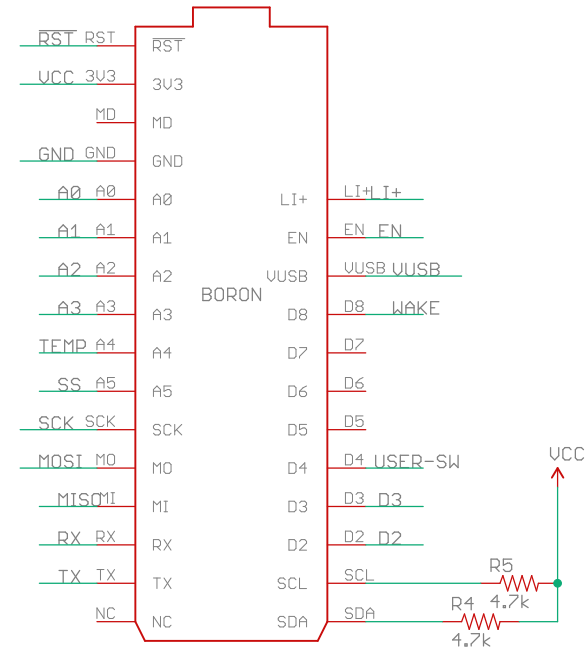 RST RST RST
VCC 3V3 3V3
MD MD
GND GND GND
A0 A0 A0 LI+ LI+ LI+
A1 A1 A1 EN EN EN
A2 A2 A2 VUSB VUSB VUSB
BORON
A3 A3 A3 D8 D8 WAKE
TEMP A4 A4 D7 D7
SS A5 A5 D6 D6
SCK SCK SCK D5 D5
MOSI MO MO D4 D4 USER-SW
VCC
MISO MI MI D3 D3 D3
RX RX RX D2 D2 D2
TX TX TX SCL SCL R5
4.7k
NC NC SDA SDA R4
4.7k